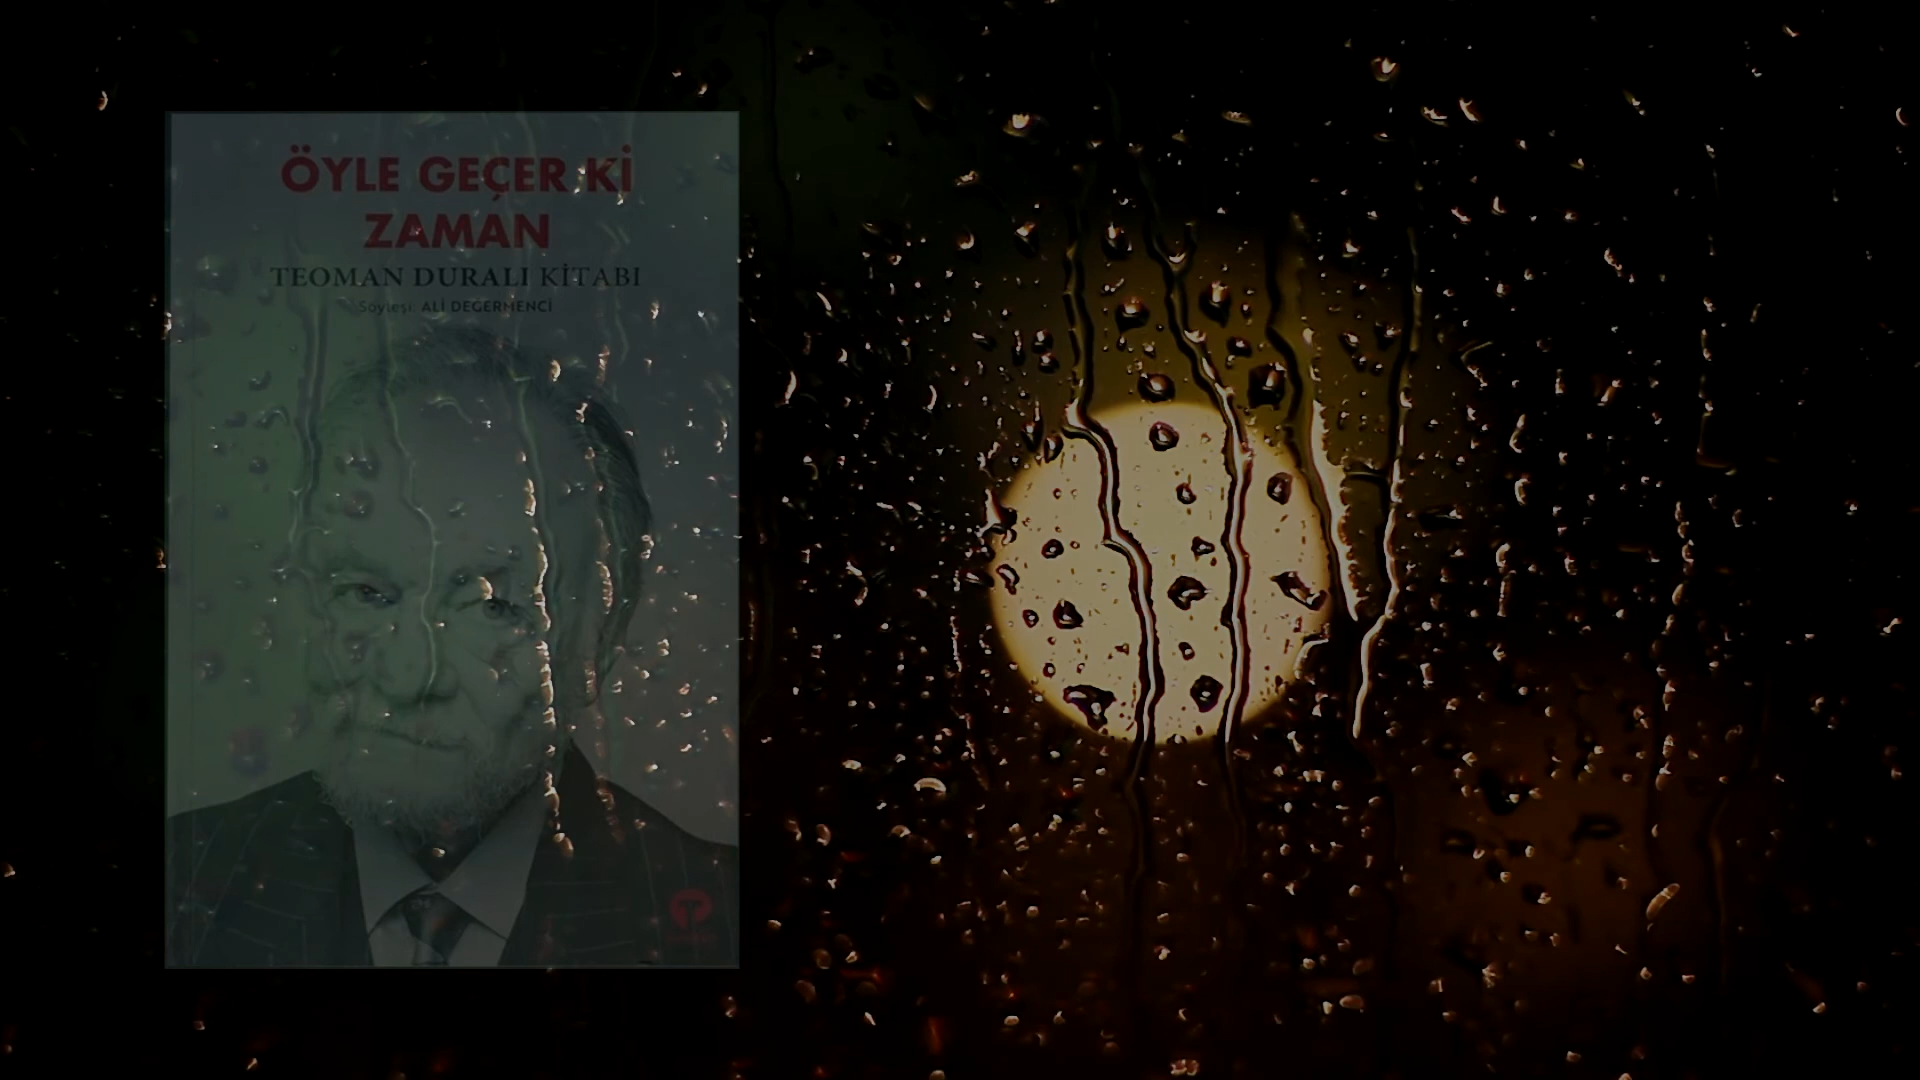 ÖYLE GEÇER Kİ
ZAMAN
TEOMAN DURALI KİTABI
Söyleşi: ALİ DEĞERMENCİ